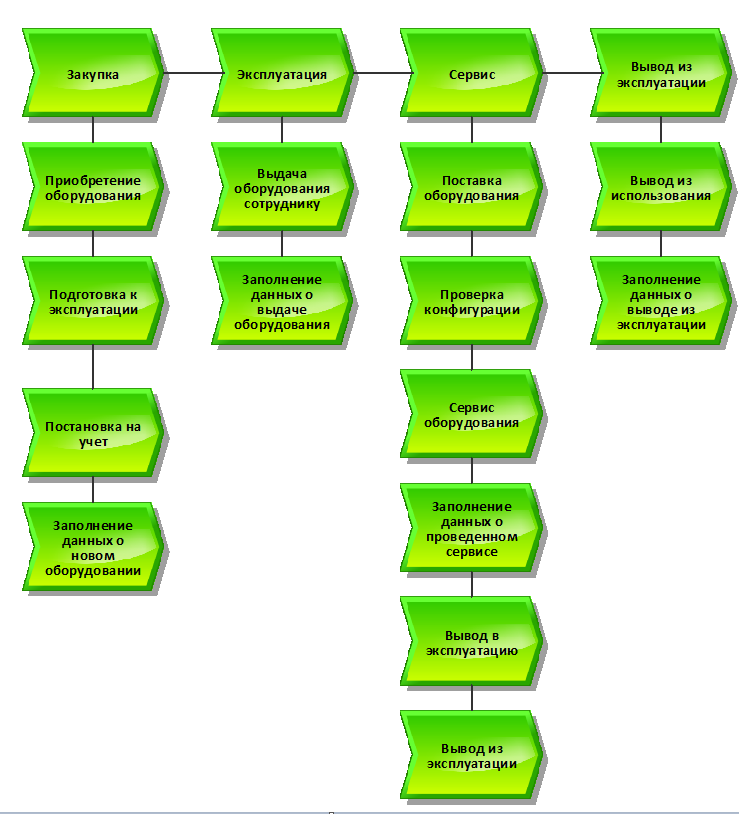 Закупка
Эксплуатация
Сервис
Вывод из
эксплуатации
Приобретение
оборудования
Выдача
оборудования
сотруднику
Поставка
оборудования
Вывод из
использования
Подготовка к
эксплуатации
Заполнение
данных о
выдаче
оборудования
Проверка
конфигурации
Заполнение
данных о
выводе из
эксплуатации
Постановка на
учет
Сервис
оборудования
Заполнение
данных о
новом
оборудовании
Заполнение
данных о
проведенном
сервисе
Вывод в
эксплуатацию
Вывод из
эксплуатации